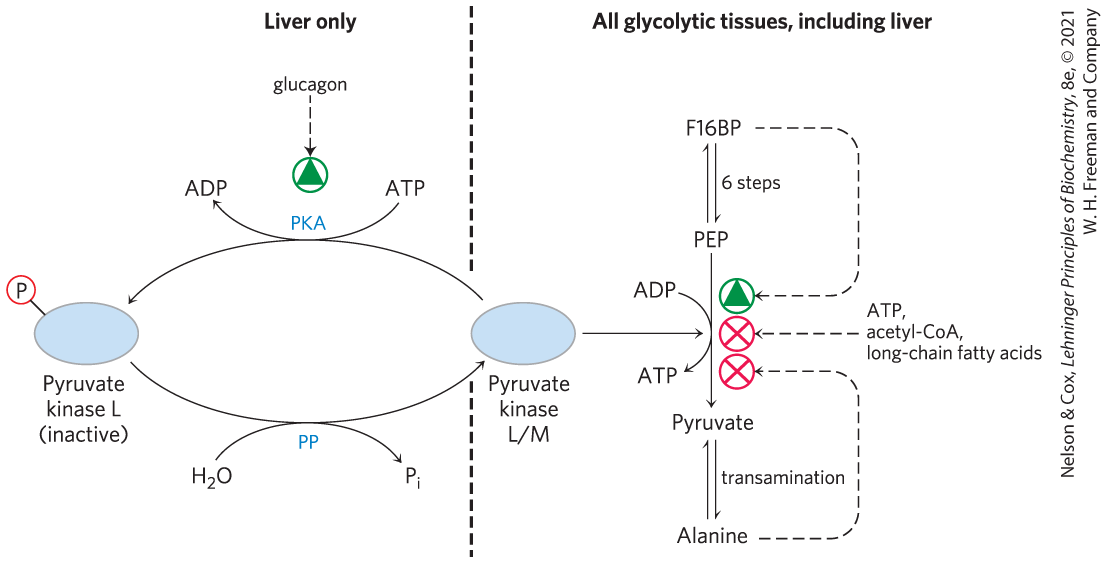 Liver only
All glycolytic tissues, including liver
glucagon
ADP
ATP
PKA
P
Pyruvate
kinase L
(inactive)
PP
H₂O
Pᵢ
Pyruvate
kinase
L/M
F16BP
6 steps
PEP
ADP
ATP
ATP,
acetyl-CoA,
long-chain fatty acids
Pyruvate
transamination
Alanine
Nelson & Cox, Lehninger Principles of Biochemistry, 8e, © 2021
W. H. Freeman and Company